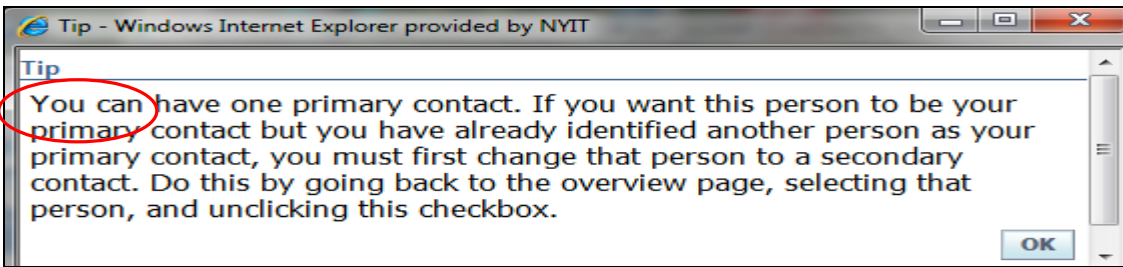 Tip - Windows Internet Explorer provided by NYIT
Tip
You can have one primary contact. If you want this person to be your
primary contact but you have already identified another person as your
primary contact, you must first change that person to a secondary
contact. Do this by going back to the overview page, selecting that
person, and unclicking this checkbox.
OK